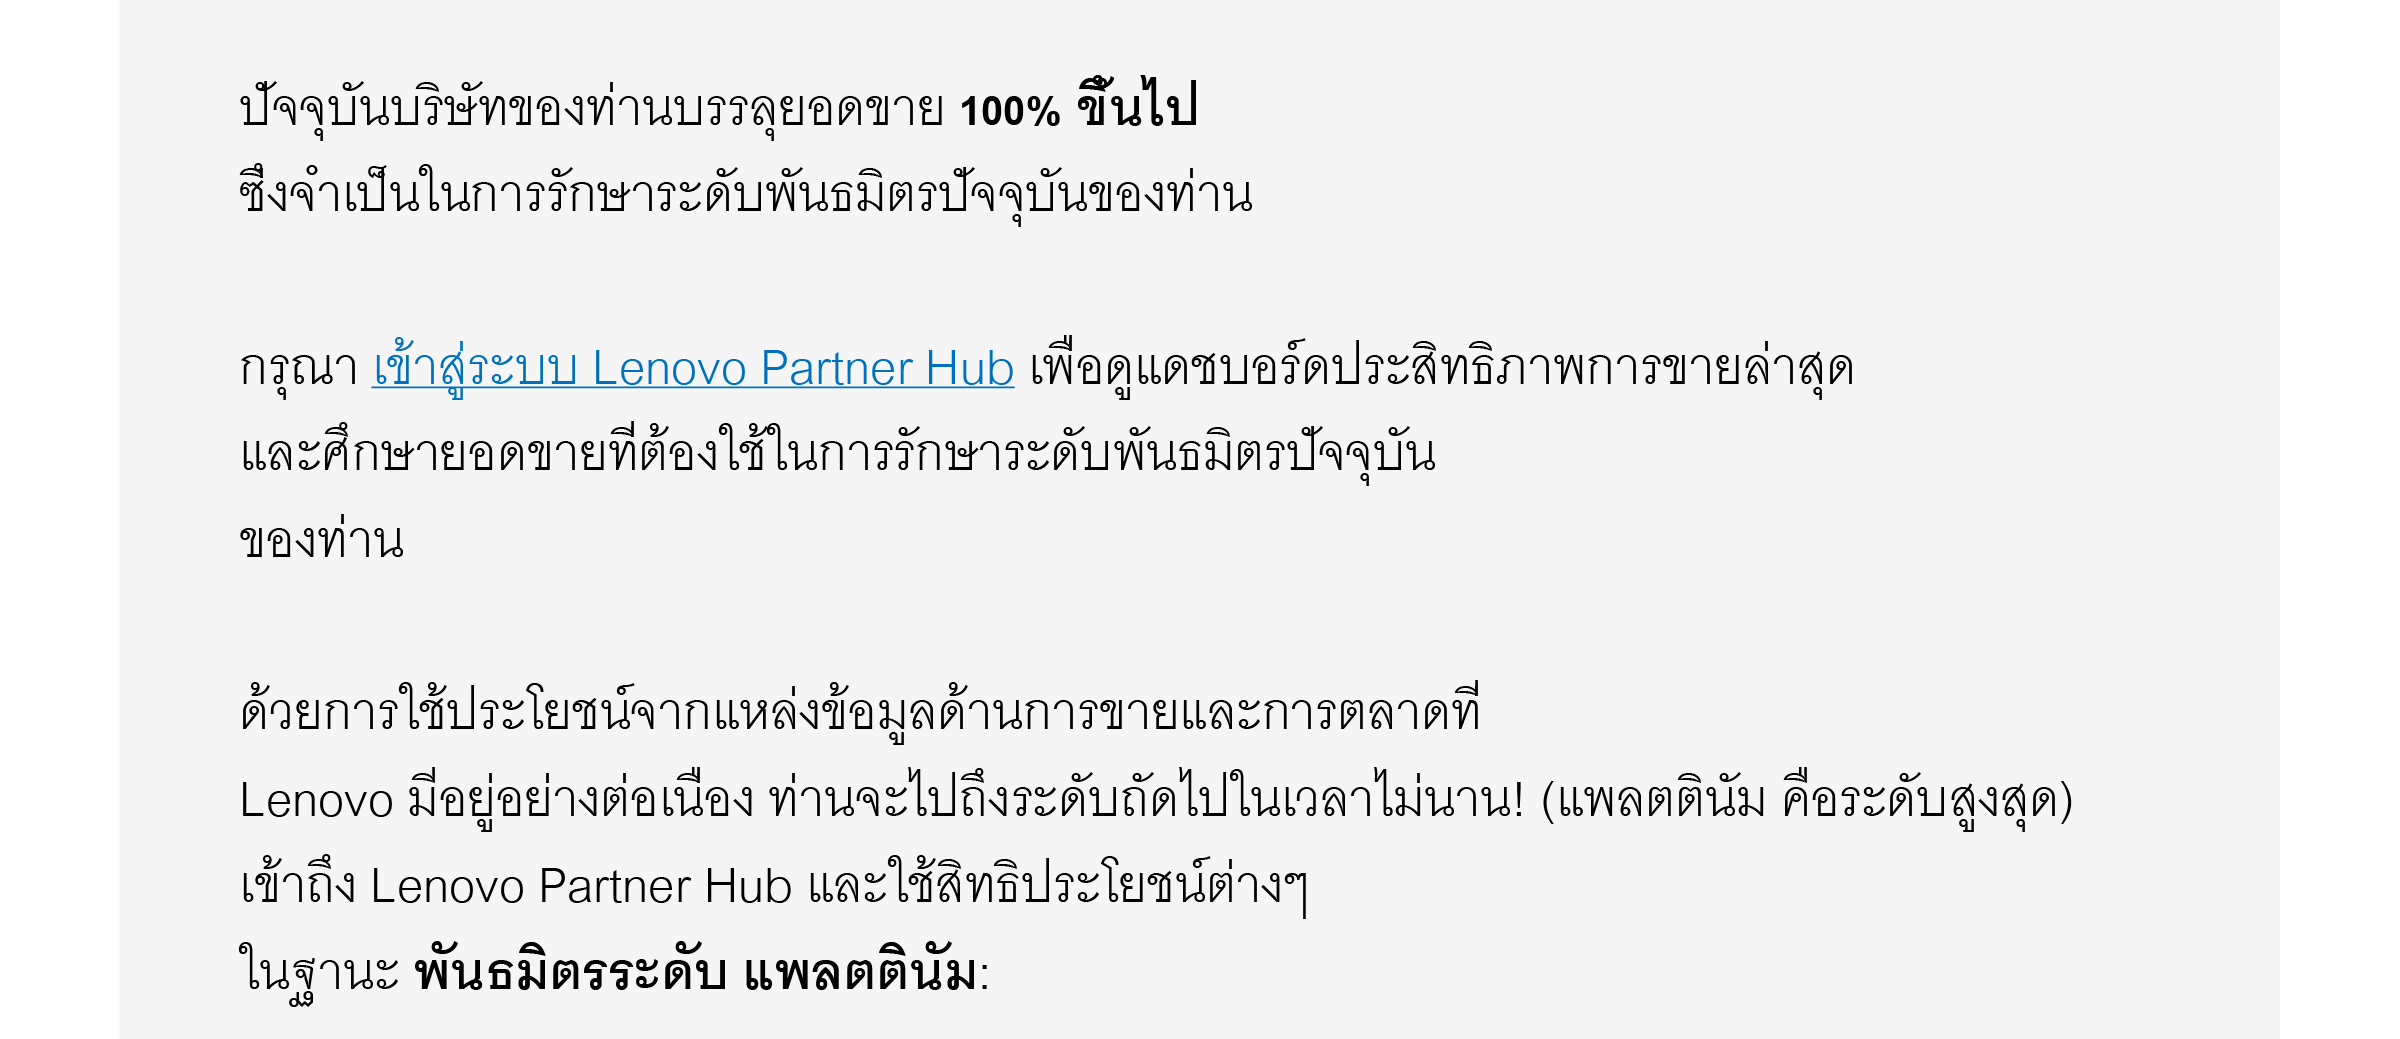 ปัจจุบันบริษัทของท่านบรรลุยอดขาย 100% ขึ้นไป
ซึ่งจำเป็นในการรักษาระดับพันธมิตรปัจจุบันของท่าน
กรุณา เข้าสู่ระบบ Lenovo Partner Hub เพื่อดูแดชบอร์ดประสิทธิภาพการขายล่าสุด
และศึกษายอดขายที่ต้องใช้ในการรักษาระดับพันธมิตรปัจจุบัน
ของท่าน
ด้วยการใช้ประโยชน์จากแหล่งข้อมูลด้านการขายและการตลาดที่
Lenovo มีอยู่อย่างต่อเนื่อง ท่านจะไปถึงระดับถัดไปในเวลาไม่นาน! (แพลตตินัม คือระดับสูงสุด)
เข้าถึง Lenovo Partner Hub และใช้สิทธิประโยชน์ต่างๆ
ในฐานะ พันธมิตรระดับ แพลตตินัม: